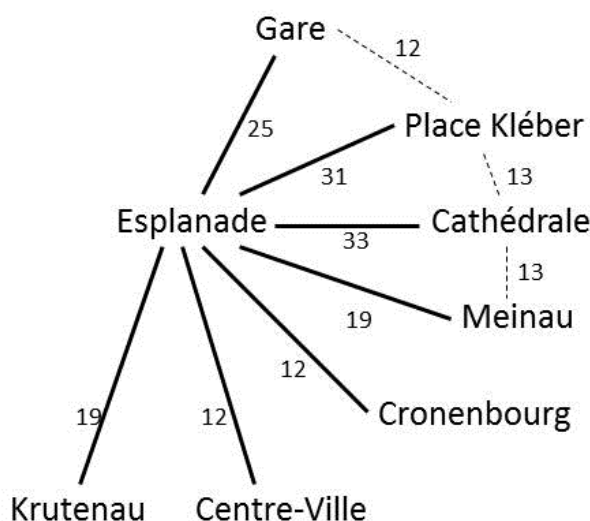 Gare
12
25
Place Kléber
31
13
Esplanade
Cathédrale
33
13
19
Meinau
12
Cronenbourg
19
12
Krutenau
Centre-Ville